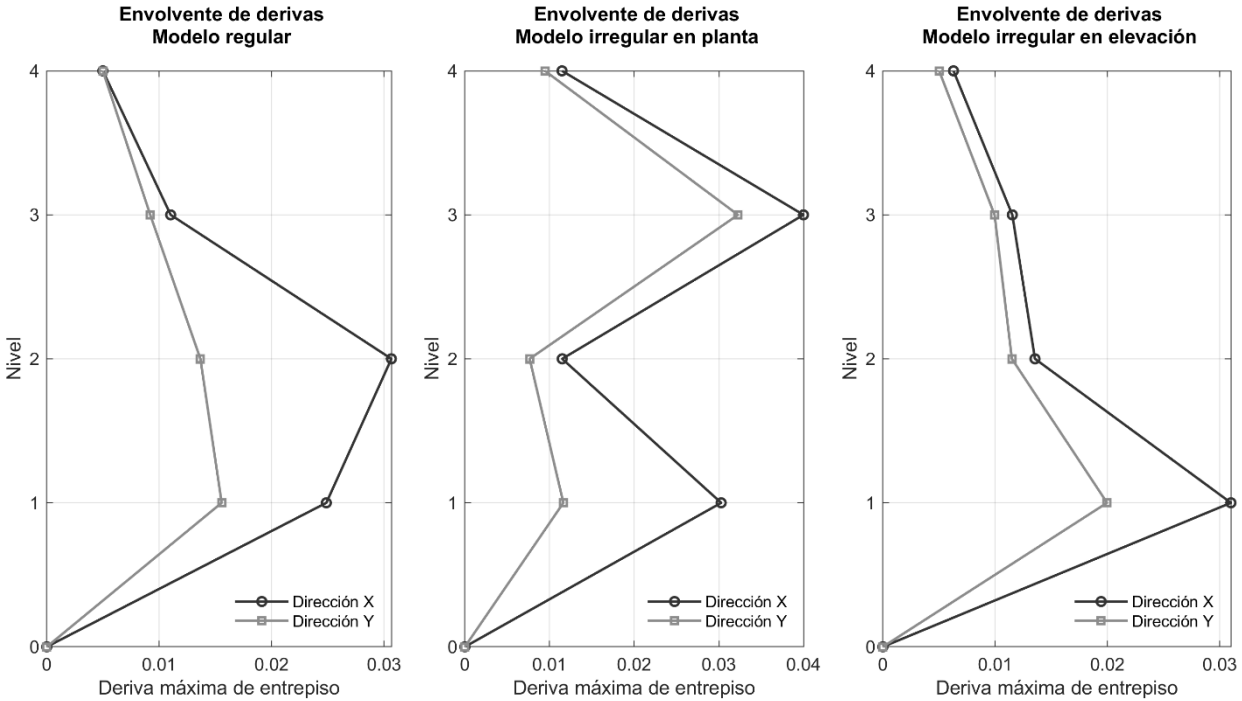 Envolvente de derivas
Modelo regular
4
3
2
1
0
Nivel
0
0.01
0.02
0.03
Deriva máxima de entrepiso
Dirección X
Dirección Y
Envolvente de derivas
Modelo irregular en planta
4
3
2
1
0
Nivel
0
0.01
0.02
0.03
0.04
Deriva máxima de entrepiso
Dirección X
Dirección Y
Envolvente de derivas
Modelo irregular en elevación
4
3
2
1
0
Nivel
0
0.01
0.02
0.03
Deriva máxima de entrepiso
Dirección X
Dirección Y